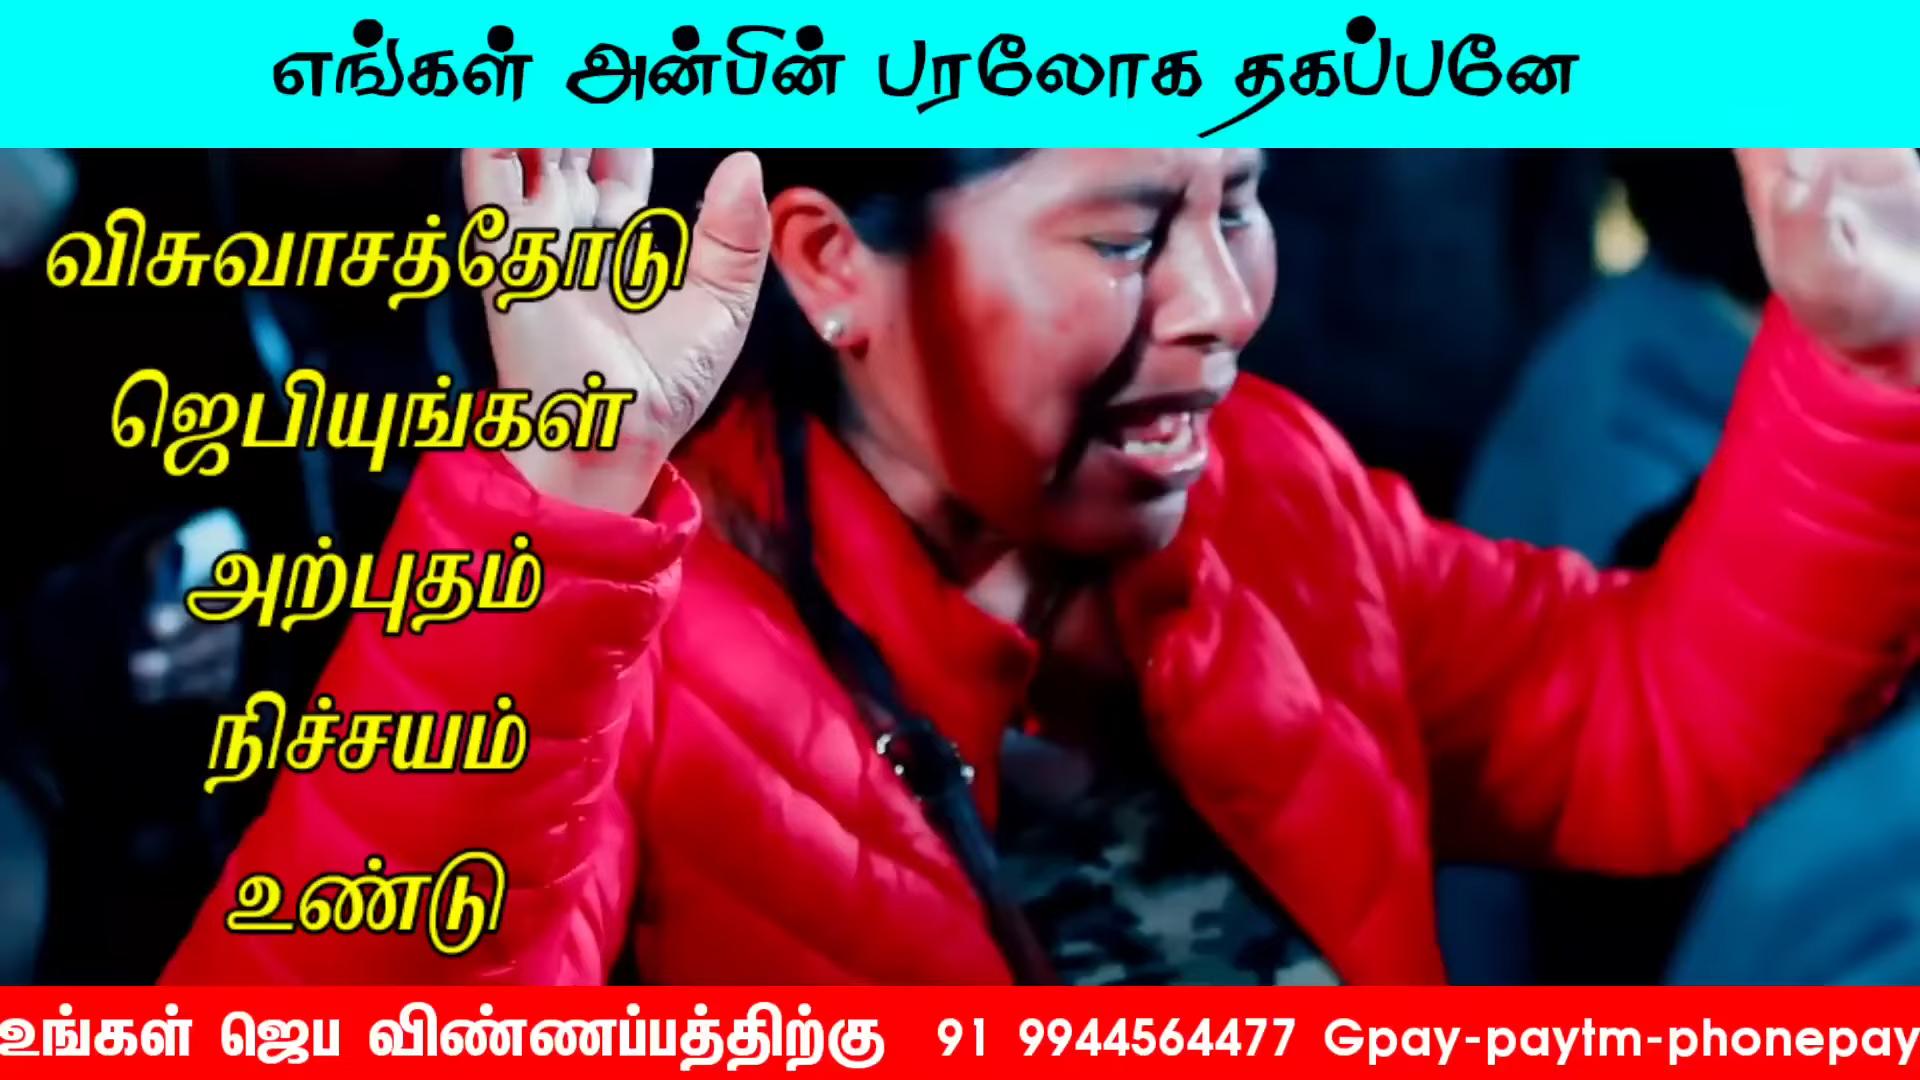 எங்கள் அன்பின் பரலோக தகப்பனே
விசுவாசத்தோடு
ஜெபியுங்கள்
அற்புதம்
நிச்சயம்
உண்டு
உங்கள் ஜெப விண்ணப்பத்திற்கு 91 9944564477 Gpay-paytm-phonepay